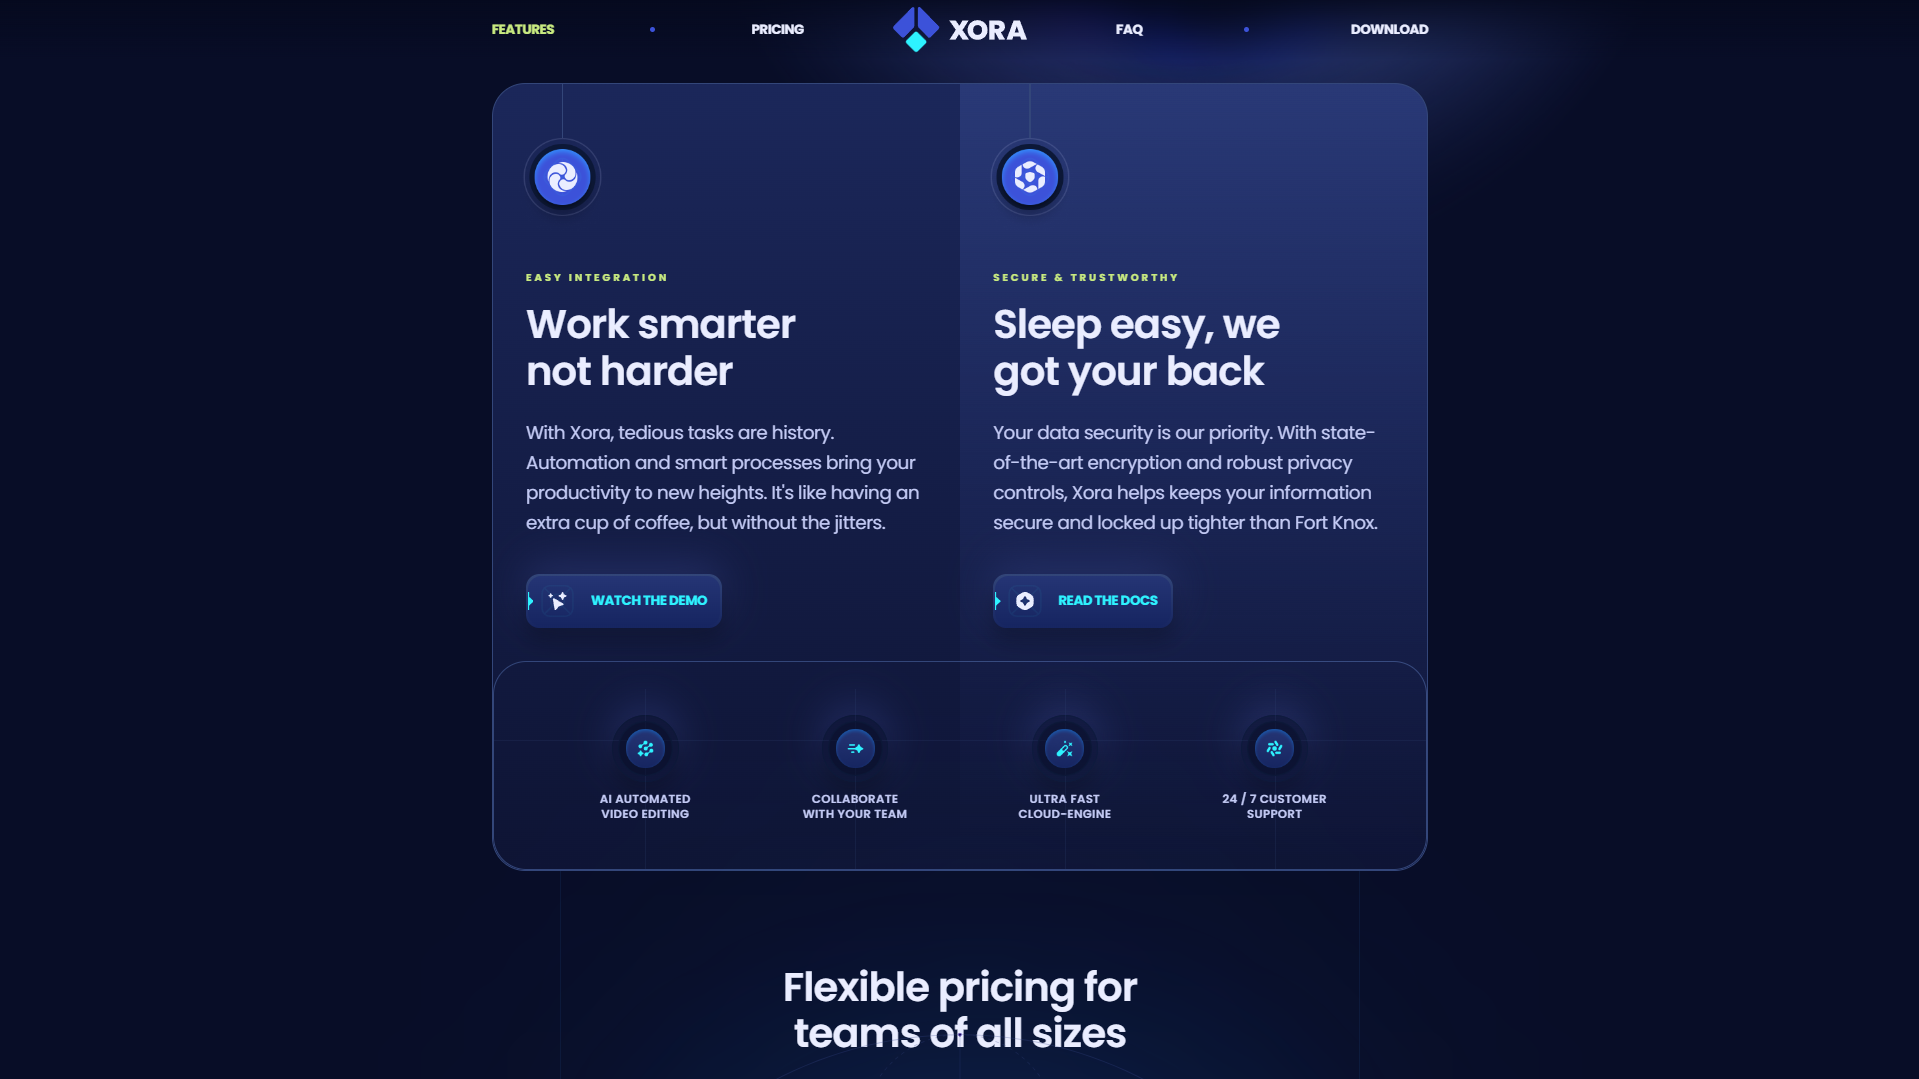 FEATURES
PRICING
XORA
FAQ
DOWNLOAD
EASY INTEGRATION
Work smarter
not harder
With Xora, tedious tasks are history.
Automation and smart processes bring your
productivity to new heights. It's like having an
extra cup of coffee, but without the jitters.
WATCH THE DEMO
SECURE & TRUSTWORTHY
Sleep easy, we
got your back
Your data security is our priority. With state-
of-the-art encryption and robust privacy
controls, Xora helps keeps your information
secure and locked up tighter than Fort Knox.
READ THE DOCS
AI AUTOMATED
VIDEO EDITING
COLLABORATE
WITH YOUR TEAM
ULTRA FAST
CLOUD-ENGINE
24 / 7 CUSTOMER
SUPPORT
Flexible pricing for
teams of all sizes